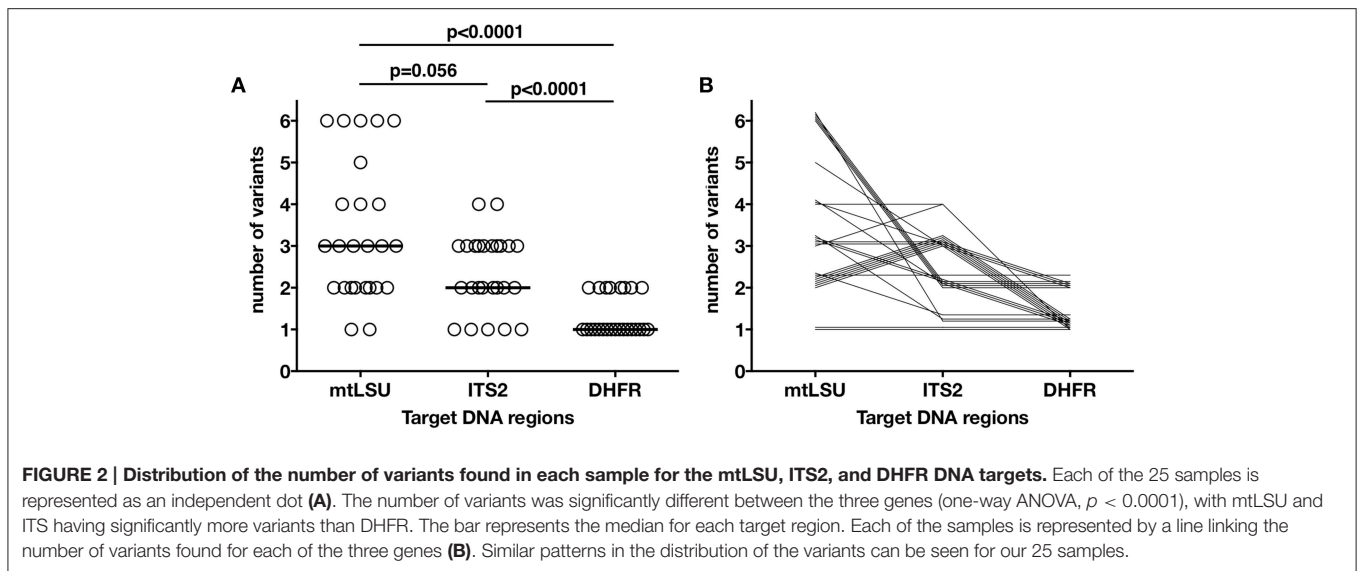 p<0.0001
p=0.056
p<0.0001
A
number of variants
6
5
4
3
2
1
0
mtLSU ITS2 DHFR
Target DNA regions
B
number of variants
6
5
4
3
2
1
0
mtLSU ITS2 DHFR
Target DNA regions
FIGURE 2 | Distribution of the number of variants found in each sample for the mtLSU, ITS2, and DHFR DNA targets. Each of the 25 samples is
represented as an independent dot (A). The number of variants was significantly different between the three genes (one-way ANOVA, p < 0.0001), with mtLSU and
ITS having significantly more variants than DHFR. The bar represents the median for each target region. Each of the samples is represented by a line linking the
number of variants found for each of the three genes (B). Similar patterns in the distribution of the variants can be seen for our 25 samples.